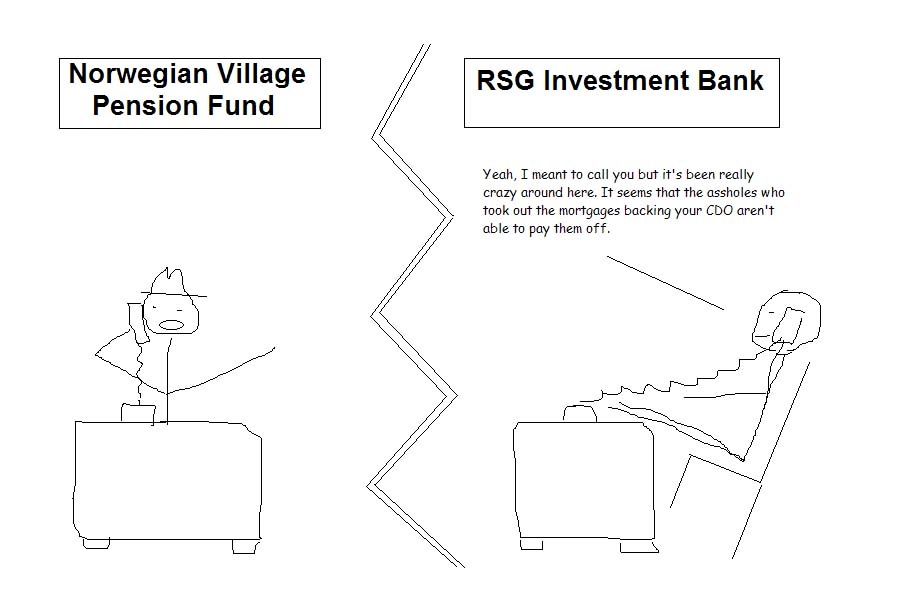 Norwegian Village
Pension Fund
RSG Investment Bank
Yeah, I meant to call you but it's been really
crazy around here. It seems that the assholes who
took out the mortgages backing your CDO aren't
able to pay them off.